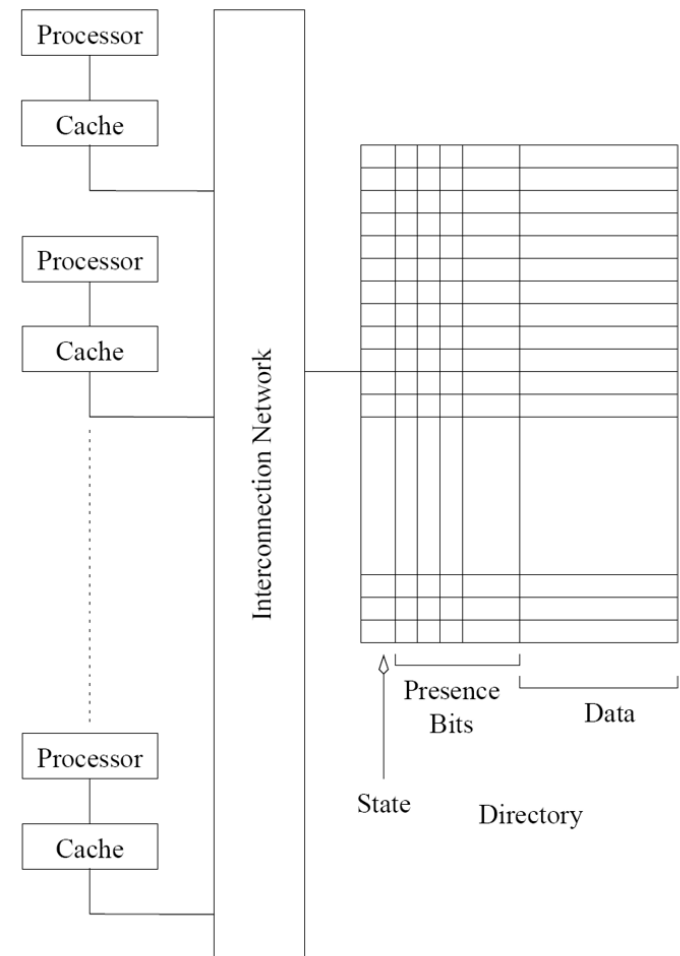 Processor
Cache
Processor
Cache
Interconnection Network
Processor
Cache
Presence
Bits
Data
State
Directory